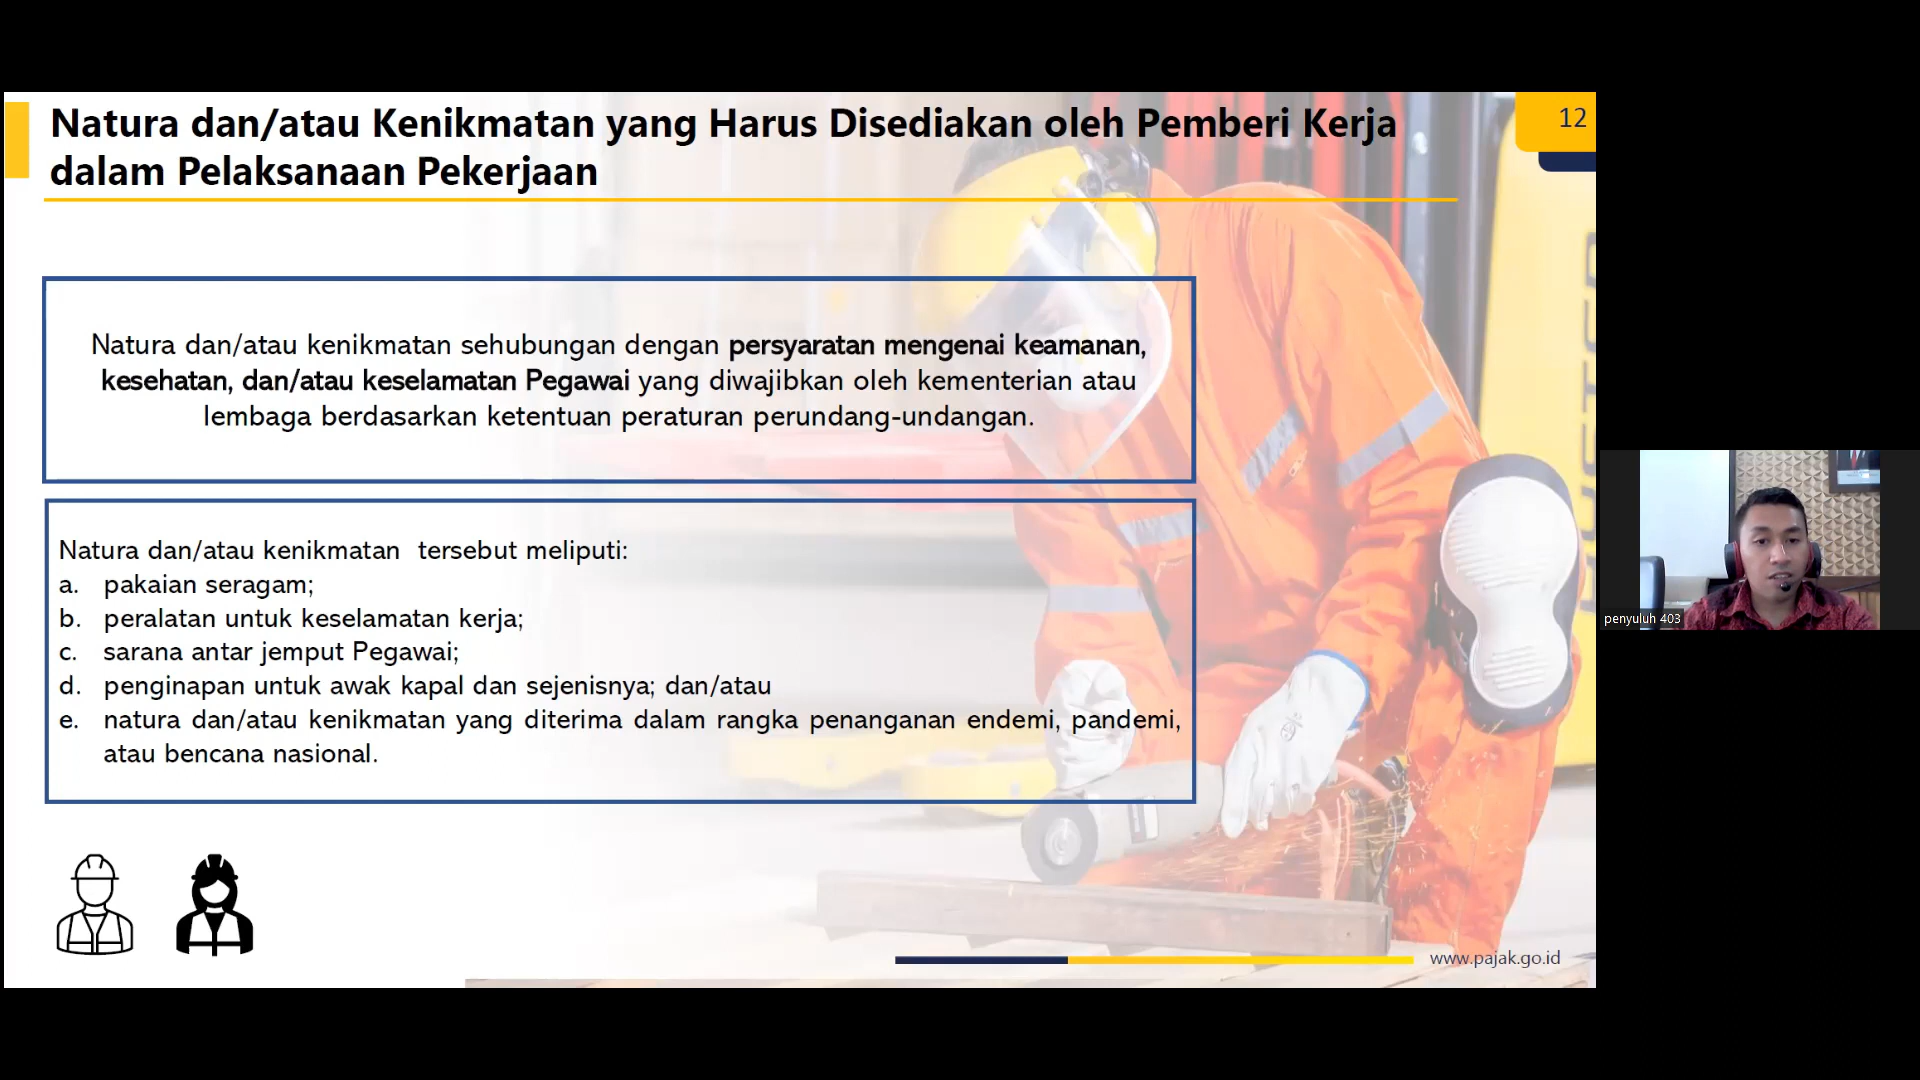 Natura dan/atau Kenikmatan yang Harus Disediakan oleh Pemberi Kerja
dalam Pelaksanaan Pekerjaan
12
Natura dan/atau kenikmatan sehubungan dengan persyaratan mengenai keamanan,
kesehatan, dan/atau keselamatan Pegawai yang diwajibkan oleh kementerian atau
lembaga berdasarkan ketentuan peraturan perundang-undangan.
Natura dan/atau kenikmatan tersebut meliputi:
a. pakaian seragam;
b. peralatan untuk keselamatan kerja;
c. sarana antar jemput Pegawai;
d. penginapan untuk awak kapal dan sejenisnya; dan/atau
e. natura dan/atau kenikmatan yang diterima dalam rangka penanganan endemi, pandemi,
atau bencana nasional.
www.pajak.go.id
penyuluh 403